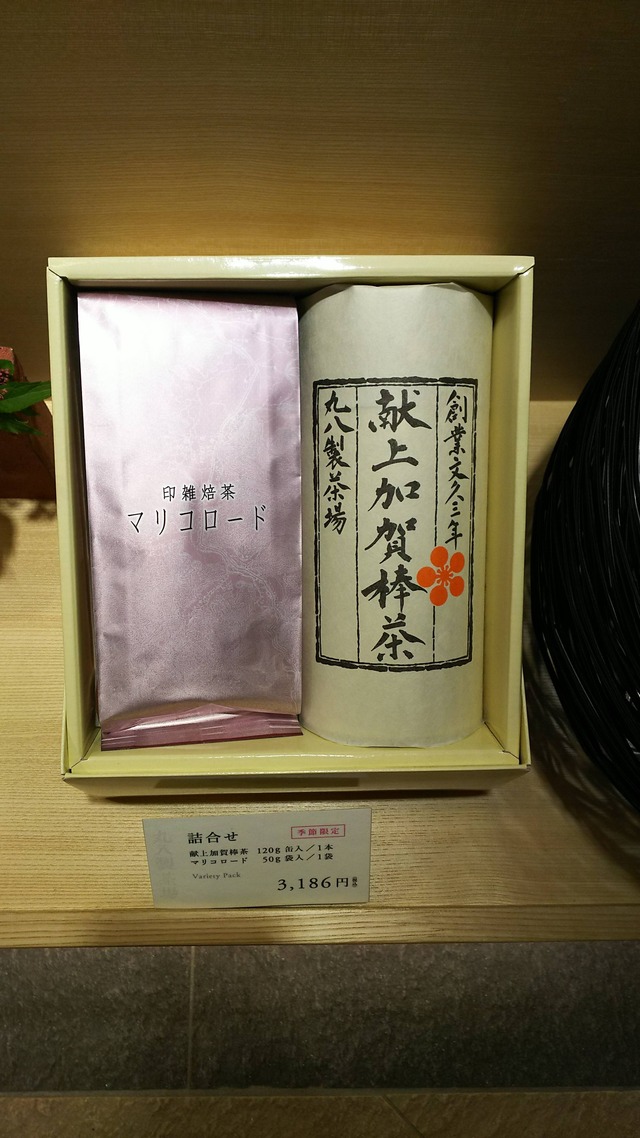 印雑焙茶
マリコロード
創業文久三年
献上加賀棒茶
丸八製茶場
詰合せ
季節限定
献上加賀棒茶 120g 缶入/1本
マリコロード 50g 袋入/1袋
Variety Pack
3,186円